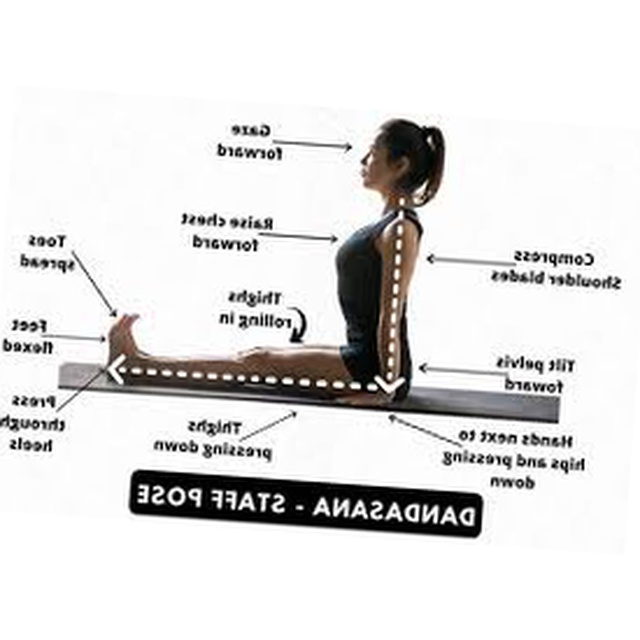 Gaze
forward
Raise chest
forward
Toes
spread
Compress
Shoulder blades
Thighs
rolling in
Feet
flexed
Tilt pelvis
foward
Press
through
heels
Thighs
pressing down
Hands next to
hips and pressing
down
DANDASANA - STAFF POSE